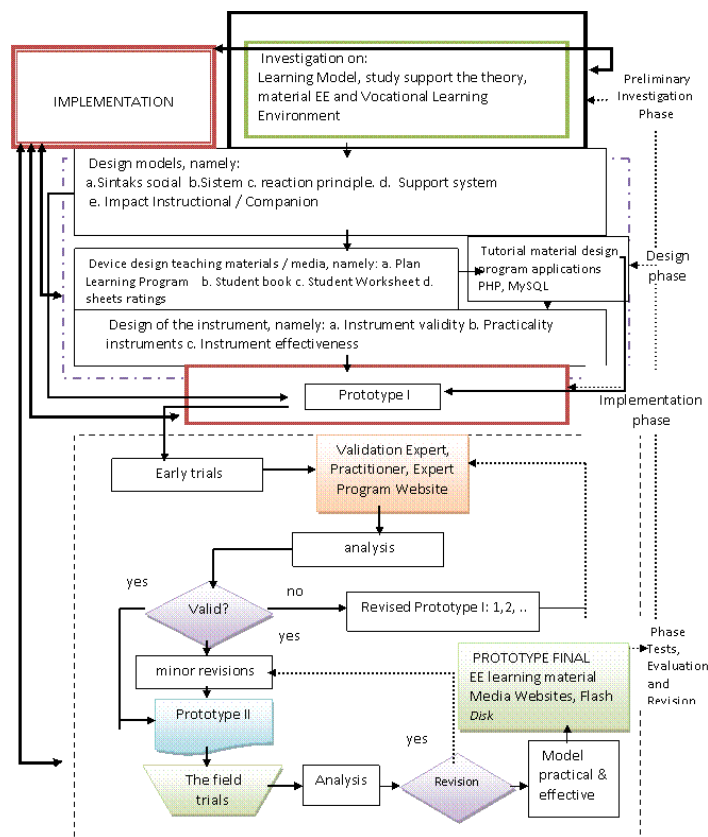 IMPLEMENTATION
Investigation on:
Learning Model, study support the theory,
material EE and Vocational Learning
Environment
Preliminary
Investigation
Phase
Design models, namely:
a.Sintaks social b.Sistem c. reaction principle. d. Support system
e. Impact Instructional / Companion
Device design teaching materials / media, namely: a. Plan
Learning Program b. Student book c. Student Worksheet d.
sheets ratings
Tutorial material design
program applications
PHP, MySQL
Design
phase
Design of the instrument, namely: a. Instrument validity b. Practicality
instruments c. Instrument effectiveness
Prototype I
Implementation
phase
Early trials
Validation Expert,
Practitioner, Expert
Program Website
analysis
yes
Valid?
no
Revised Prototype I: 1,2, ..
yes
minor revisions
Prototype II
PROTOTYPE FINAL
EE learning material
Media Websites, Flash
Disk
Phase
Tests,
Evaluation
and
Revision
yes
The field
trials
Analysis
Revision
Model
practical &
effective